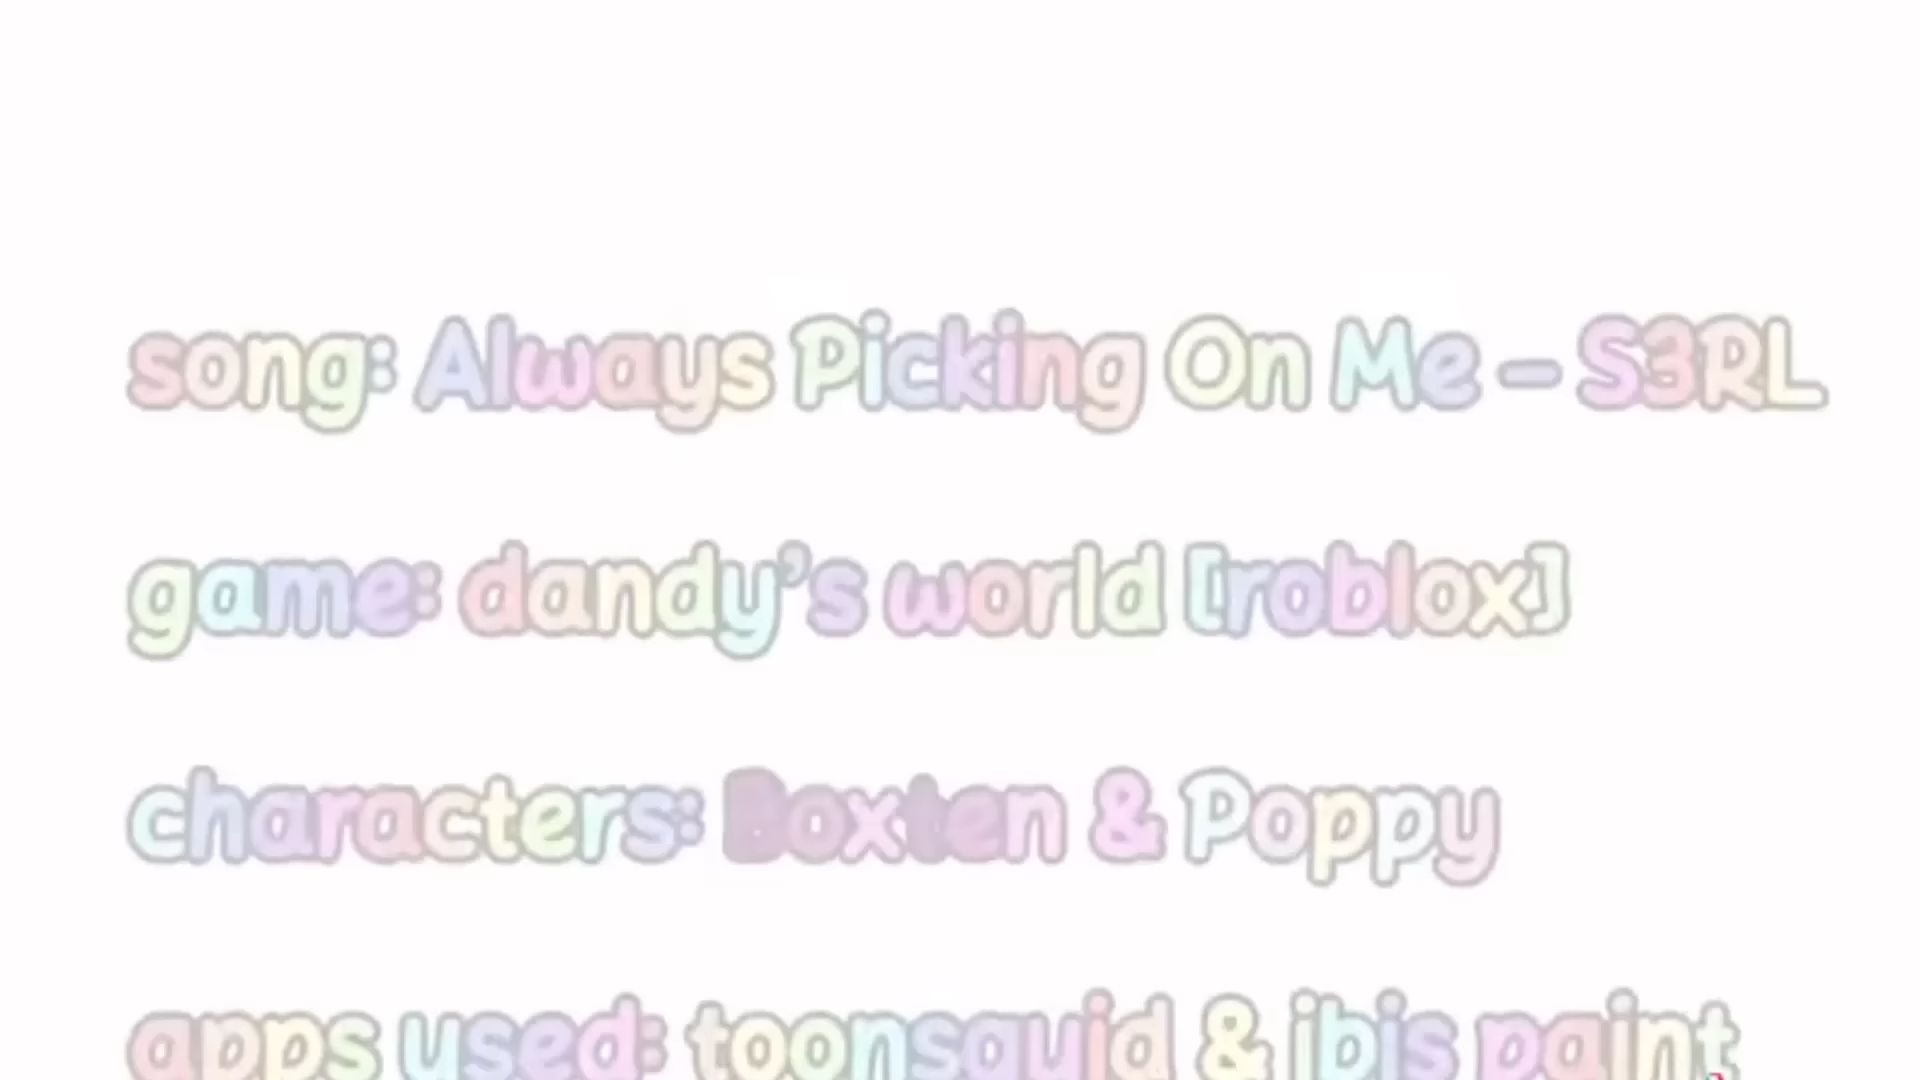 song: Always Picking On Me - S3RL
game: dandy's world [roblox]
characters: Boxten & Poppy
apps used: toonsquid & ibis paint